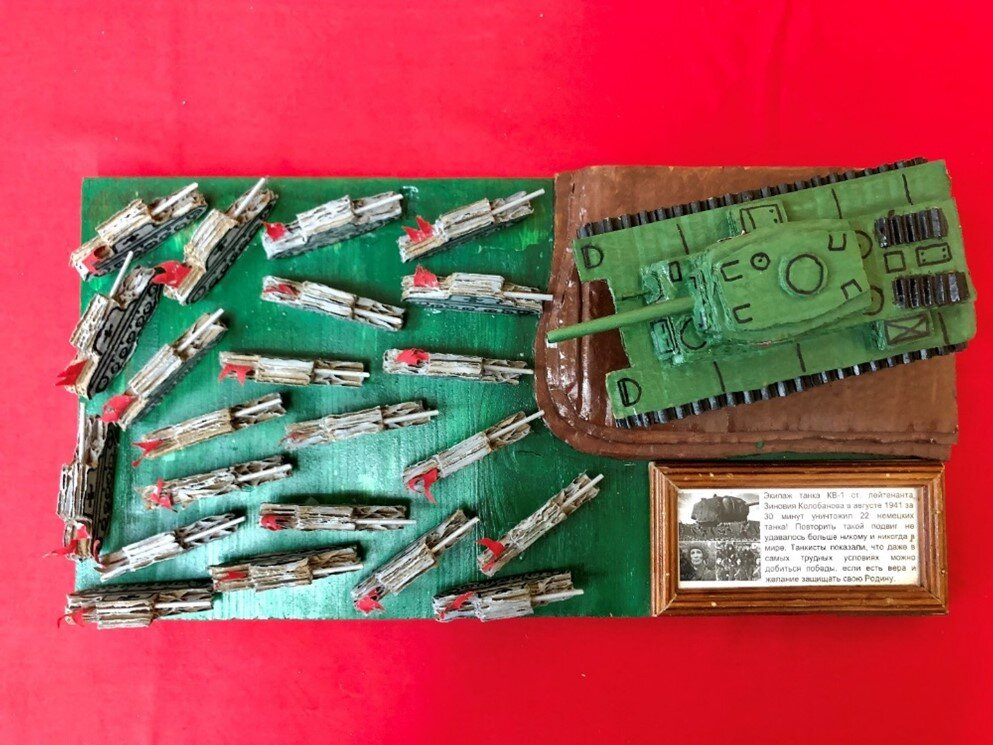 Экипаж танка КВ-1 ст. лейтенанта,
Зиновия Колобанова в августе 1941 за
30 минут уничтожил 22 немецких
танка! Повторить такой подвиг не
удавалось больше никому и никогда в
мире. Танкисты показали, что даже в
самых трудных условиях можно
добиться победы, если есть вера и
желание защищать свою Родину.